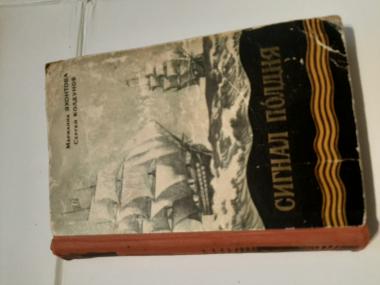 Марианна ЯХОНТОВА
Сергей КОЛДУНОВ
СИГНАЛ ПОЛДНЯ